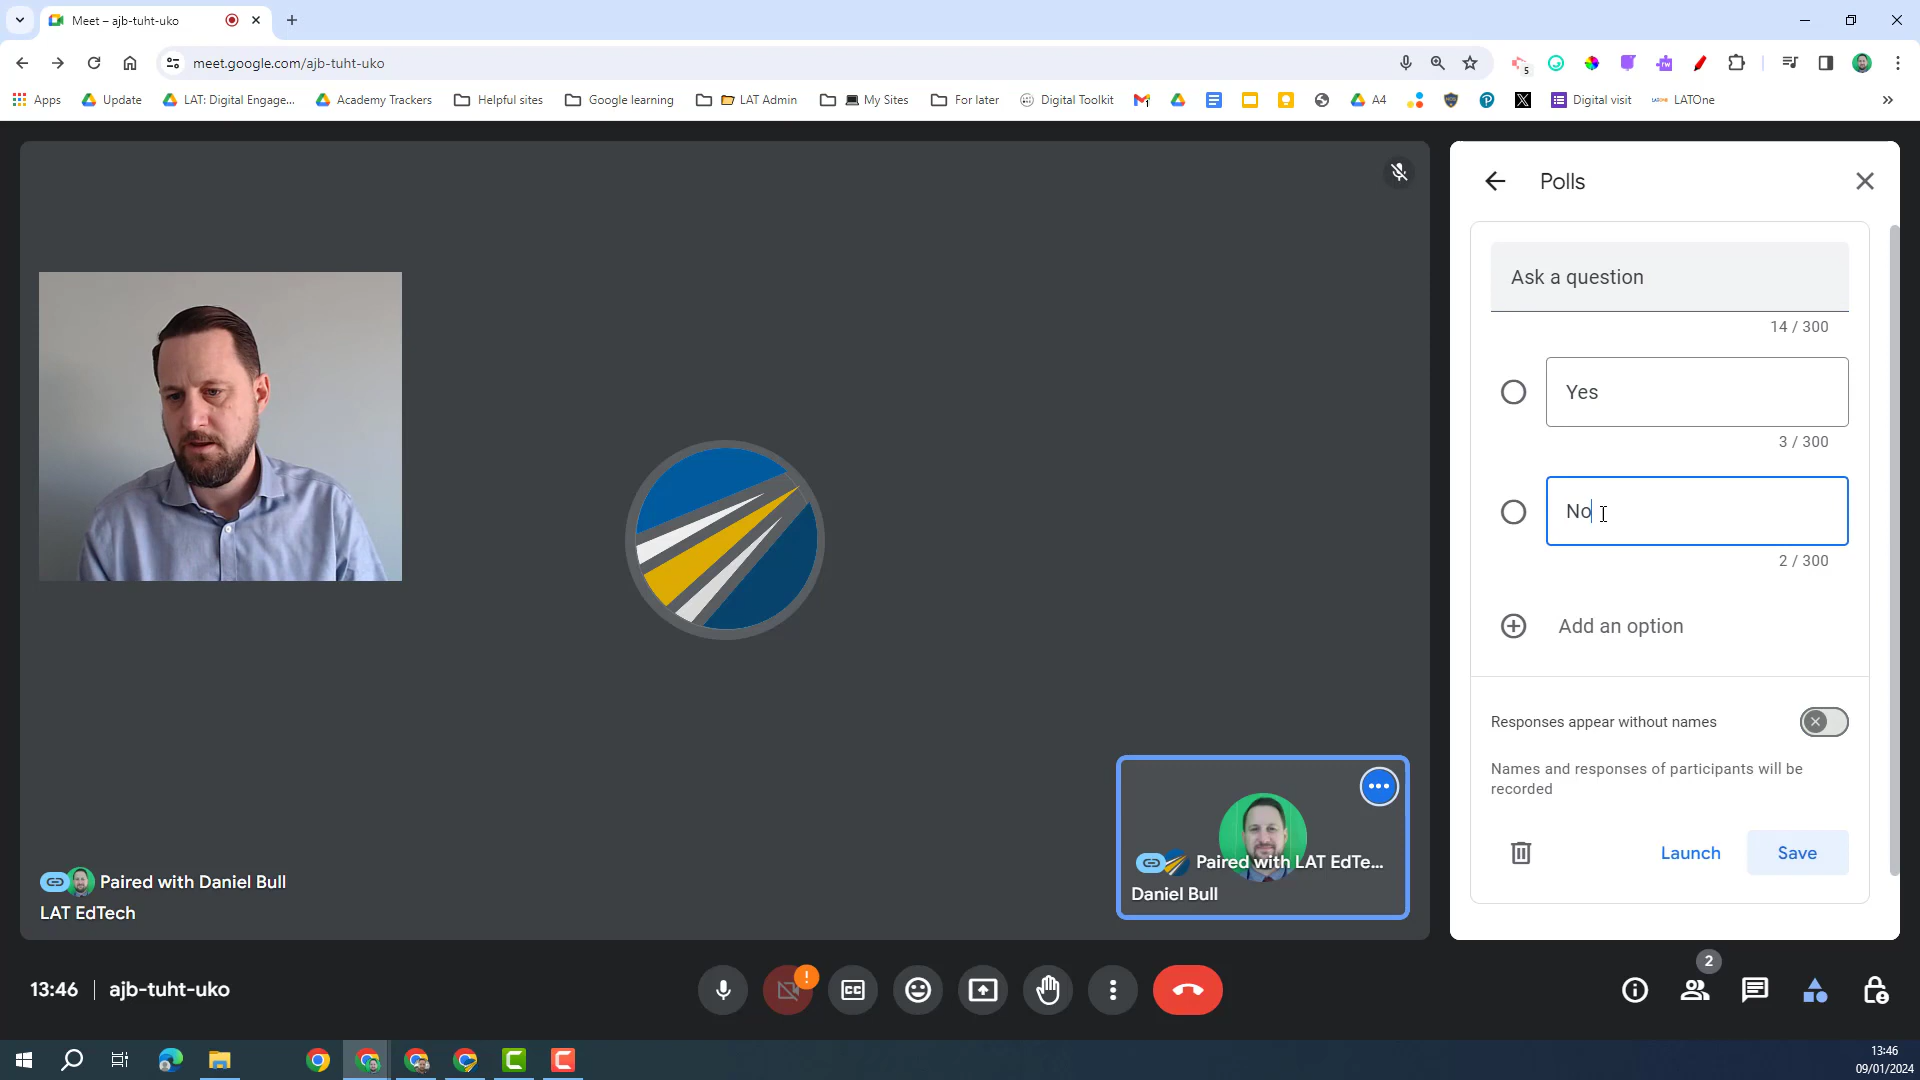 Meet – ajb-tuht-uko
meet.google.com/ajb-tuht-uko
5
Apps
Update
LAT: Digital Engage...
Academy Trackers
Helpful sites
Google learning
LAT Admin
My Sites
For later
Digital Toolkit
A4
Digital visit
LATOne
Polls
Ask a question
14 / 300
Yes
3 / 300
No
2 / 300
Add an option
Responses appear without names
Names and responses of participants will be
recorded
Launch
Save
Paired with Daniel Bull
LAT EdTech
Paired with LAT EdTe...
Daniel Bull
13:46
ajb-tuht-uko
CC
2
13:46
09/01/2024